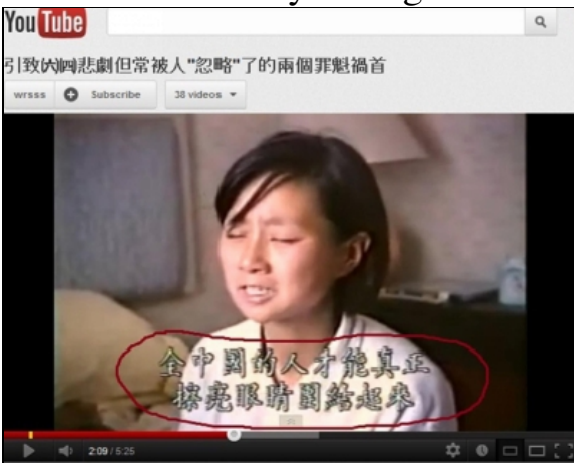 You Tube
引致㈥㈣悲劇但常被人"忽略"了的兩個罪魁禍首
wrsss Subscribe 38 videos
全中國的人才能真正
擦亮眼睛團結起來
2:09 / 5:25